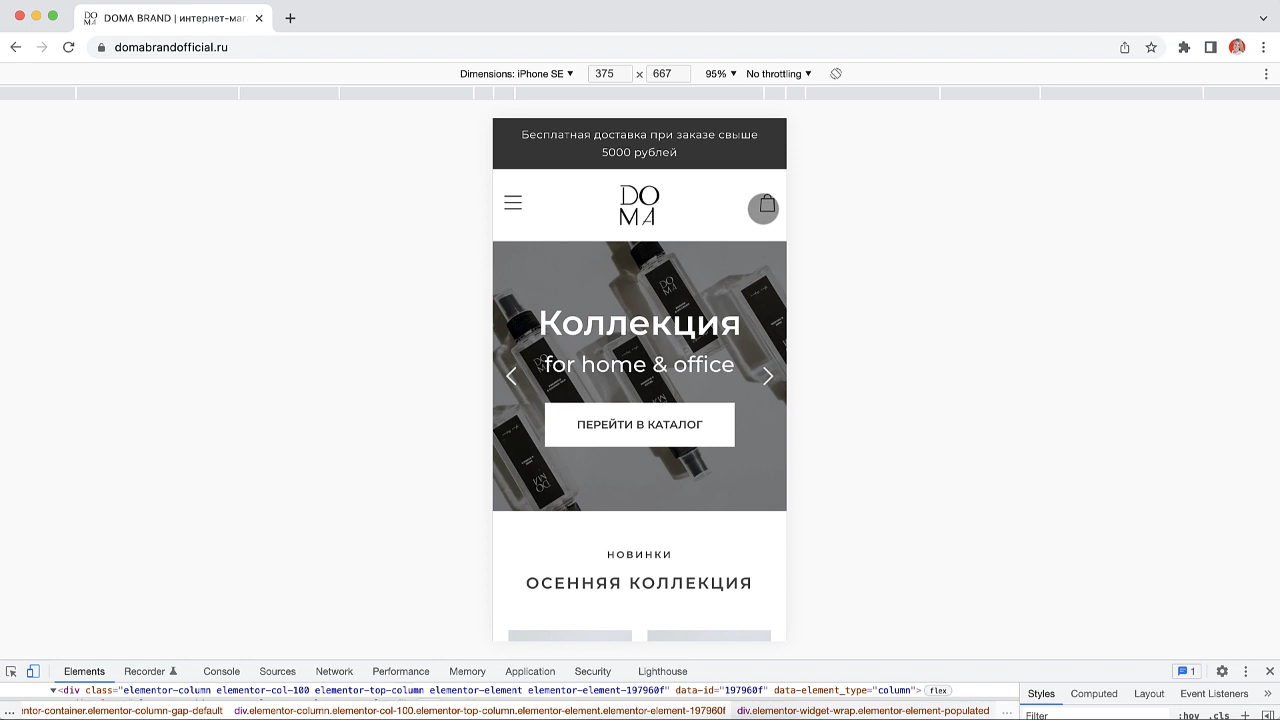 DOMA BRAND | интернет-маг
domabrandofficial.ru
Dimensions: iPhone SE ▼ 375 × 667 95% ▼ No throttling ▼
Бесплатная доставка при заказе свыше
5000 рублей
DO
MA
Коллекция
for home & office
ПЕРЕЙТИ В КАТАЛОГ
НОВИНКИ
ОСЕННЯЯ КОЛЛЕКЦИЯ
Elements Recorder Console Sources Network Performance Memory Application Security Lighthouse 1
▼<div class="elementor-column elementor-col-100 elementor-top-column elementor-element elementor-element-197960f" data-id="197960f" data-element_type="column"> flex
Styles Computed Layout Event Listeners »
... ntor-container.elementor-column-gap-default div.elementor-column.elementor-col-100.elementor-top-column.elementor-element.elementor-element-197960f div.elementor-widget-wrap.elementor-element-populated ...
Filter :hov .cls +